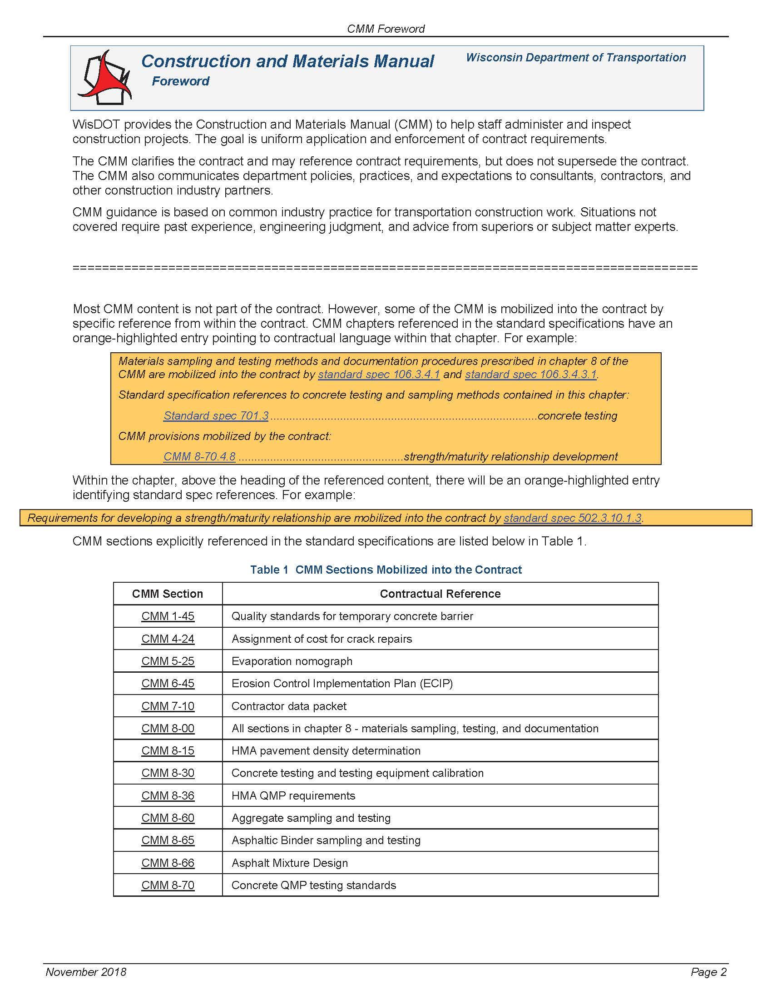 CMM Foreword
Construction and Materials Manual
Wisconsin Department of Transportation
Foreword
WisDOT provides the Construction and Materials Manual (CMM) to help staff administer and inspect
construction projects. The goal is uniform application and enforcement of contract requirements.
The CMM clarifies the contract and may reference contract requirements, but does not supersede the contract.
The CMM also communicates department policies, practices, and expectations to consultants, contractors, and
other construction industry partners.
CMM guidance is based on common industry practice for transportation construction work. Situations not
covered require past experience, engineering judgment, and advice from superiors or subject matter experts.
=====================================================================================
Most CMM content is not part of the contract. However, some of the CMM is mobilized into the contract by
specific reference from within the contract. CMM chapters referenced in the standard specifications have an
orange-highlighted entry pointing to contractual language within that chapter. For example:
Materials sampling and testing methods and documentation procedures prescribed in chapter 8 of the
CMM are mobilized into the contract by standard spec 106.3.4.1 and standard spec 106.3.4.3.1.
Standard specification references to concrete testing and sampling methods contained in this chapter:
Standard spec 701.3 ....................................................................................concrete testing
CMM provisions mobilized by the contract:
CMM 8-70.4.8 ....................................................strength/maturity relationship development
Within the chapter, above the heading of the referenced content, there will be an orange-highlighted entry
identifying standard spec references. For example:
Requirements for developing a strength/maturity relationship are mobilized into the contract by standard spec 502.3.10.1.3.
CMM sections explicitly referenced in the standard specifications are listed below in Table 1.
Table 1 CMM Sections Mobilized into the Contract
CMM Section Contractual Reference
CMM 1-45 Quality standards for temporary concrete barrier
CMM 4-24 Assignment of cost for crack repairs
CMM 5-25 Evaporation nomograph
CMM 6-45 Erosion Control Implementation Plan (ECIP)
CMM 7-10 Contractor data packet
CMM 8-00 All sections in chapter 8 - materials sampling, testing, and documentation
CMM 8-15 HMA pavement density determination
CMM 8-30 Concrete testing and testing equipment calibration
CMM 8-36 HMA QMP requirements
CMM 8-60 Aggregate sampling and testing
CMM 8-65 Asphaltic Binder sampling and testing
CMM 8-66 Asphalt Mixture Design
CMM 8-70 Concrete QMP testing standards
November 2018 Page 2